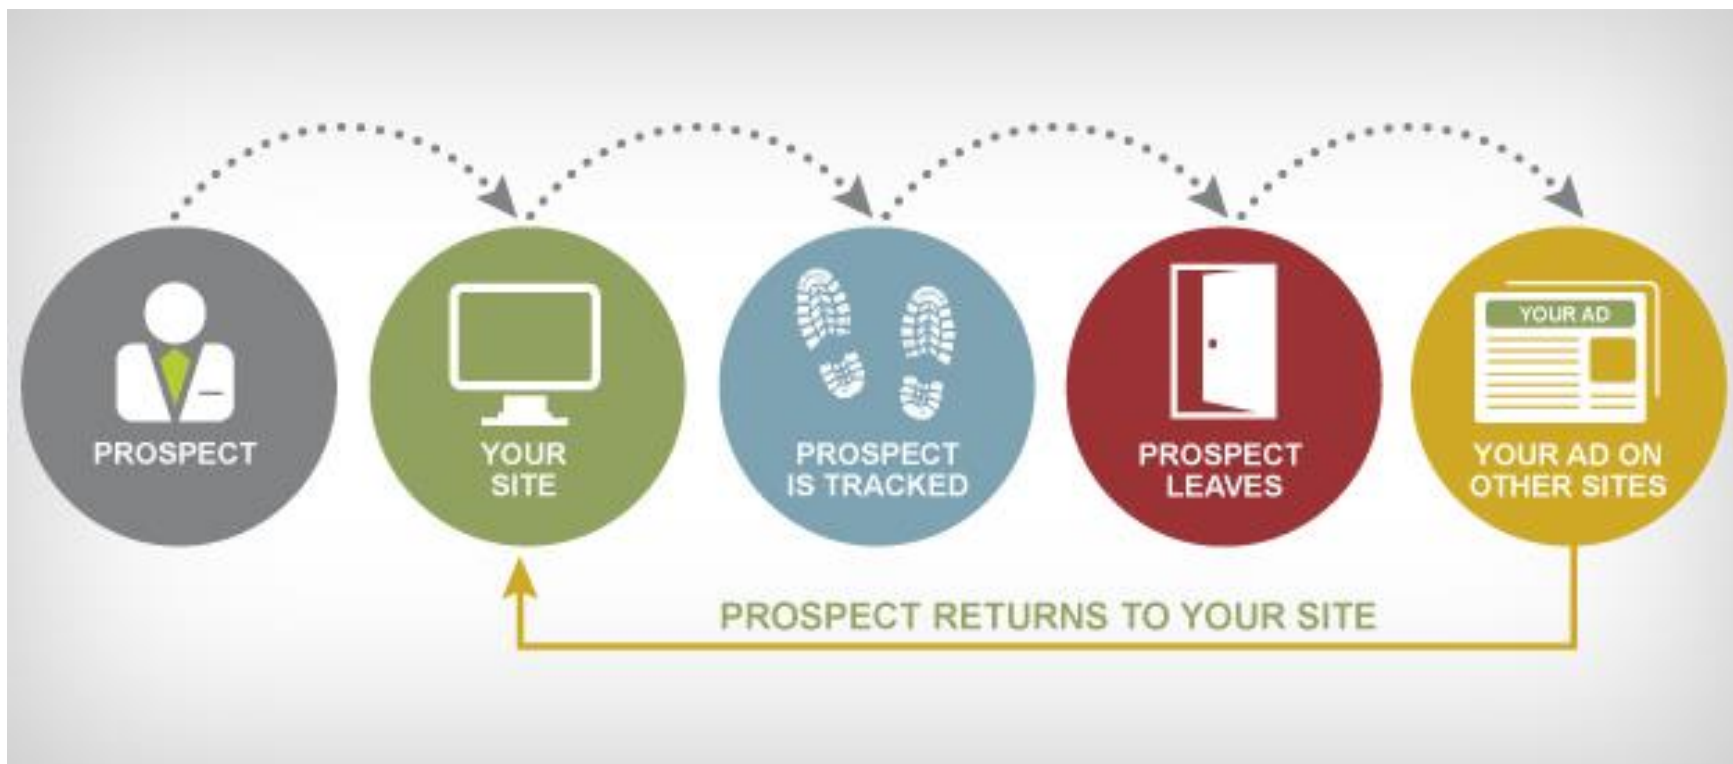 PROSPECT
YOUR
SITE
PROSPECT
IS TRACKED
PROSPECT
LEAVES
YOUR AD
YOUR AD ON
OTHER SITES
PROSPECT RETURNS TO YOUR SITE